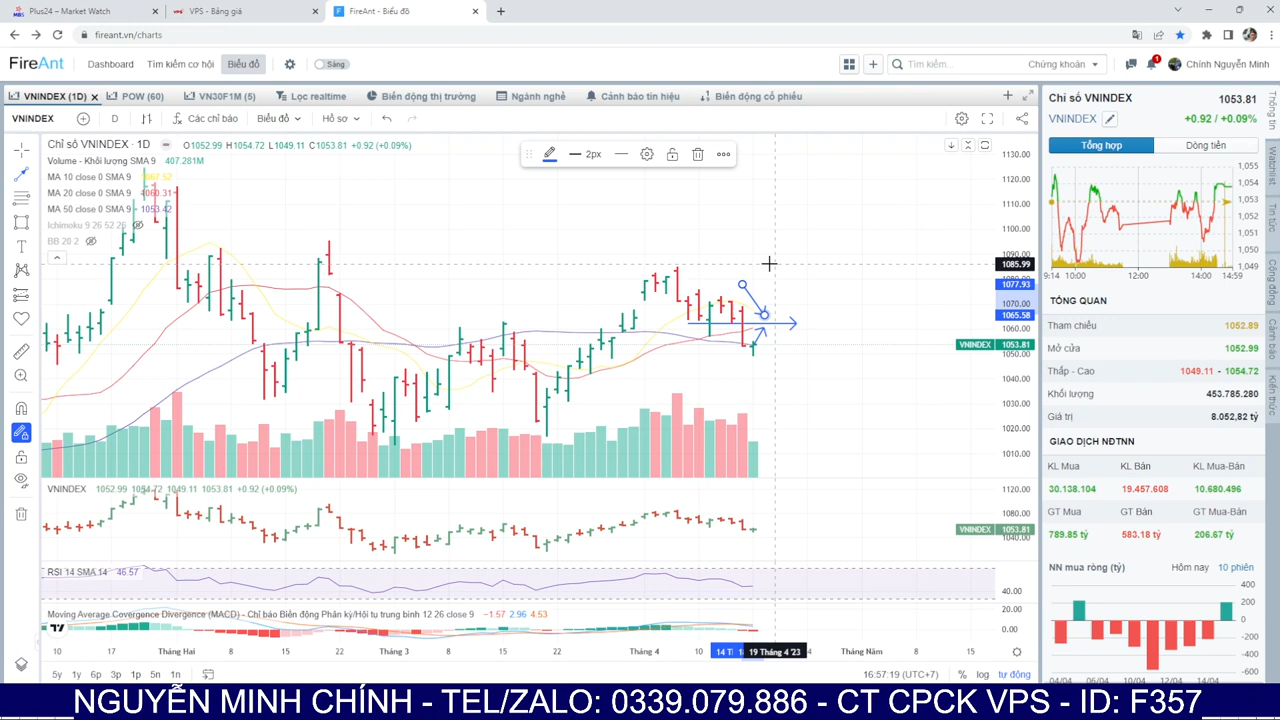 Plus24 – Market Watch
VPS - Bảng giá
FireAnt - Biểu đồ
fireant.vn/charts
FireAnt
Dashboard
Tìm kiếm cơ hội
Biểu đồ
Sáng
Tìm kiếm...
Chứng khoán
1
Chính Nguyễn Minh
VNINDEX (1D)
POW (60)
VN30F1M (5)
Lọc realtime
Biến động thị trường
Ngành nghề
Cảnh báo tín hiệu
Biến động cổ phiếu
VNINDEX
D
Các chỉ báo
Biểu đồ
Hồ sơ
Chỉ số VNINDEX · 1D
O1052.99 H1054.72 L1049.11 C1053.81 +0.92 (+0.09%)
Volume - Khối lượng SMA 9 407.281M
MA 10 close 0 SMA 9
MA 20 close 0 SMA 9 1060.31
MA 50 close 0 SMA 9 1053.42
Ichimoku 9 26 52 26
BB 20 2
2px
1130.00
1120.00
1110.00
1100.00
1090.00
1085.99
1077.93
1070.00
1065.58
1060.00
VNINDEX 1053.81
1050.00
1040.00
1030.00
1020.00
1010.00
VNINDEX 1052.99 1054.72 1049.11 1053.81 +0.92 (+0.09%)
1120.00
VNINDEX 1053.81
1040.00
RSI 14 SMA 14 46.57
40.00
Moving Average Covergence Divergence (MACD) - Chỉ báo Biến động Phân kỳ/Hội tụ trung bình 12 26 close 9 −1.57 2.96 4.53
20.00
0.00
10
17
Tháng Hai
8
15
22
Tháng 3
8
15
22
Tháng 4
10
19 Tháng 4 '23
Tháng Năm
8
15
5y
1y
6p
3p
1p
5n
1n
16:57:19 (UTC+7)
%
log
tự động
Chỉ số VNINDEX
1053.81
VNINDEX
+0.92 / +0.09%
Tổng hợp
Dòng tiền
1,055
1,054
1,053
1,052
1,051
1,050
1,049
9:14
10:00
12:00
14:00
14:59
TỔNG QUAN
Tham chiếu 1052.89
Mở cửa 1052.99
Thấp - Cao 1049.11 - 1054.72
Khối lượng 453.785.280
Giá trị 8.052,82 tỷ
GIAO DỊCH NĐTNN
KL Mua KL Bán KL Mua-Bán
30.138.104 19.457.608 10.680.496
GT Mua GT Bán GT Mua-Bán
789.85 tỷ 583.18 tỷ 206.67 tỷ
NN mua ròng (tỷ) Hôm nay 10 phiên
400
200
0
-200
-400
-600
04/04
06/04
10/04
12/04
14/04
Thông tin
Watchlist
Tin tức
Cộng đồng
Cảnh báo
Kiến thức
____NGUYỄN MINH CHÍNH - TEL/ZALO: 0339.079.886 - CT CPCK VPS - ID: F357_____